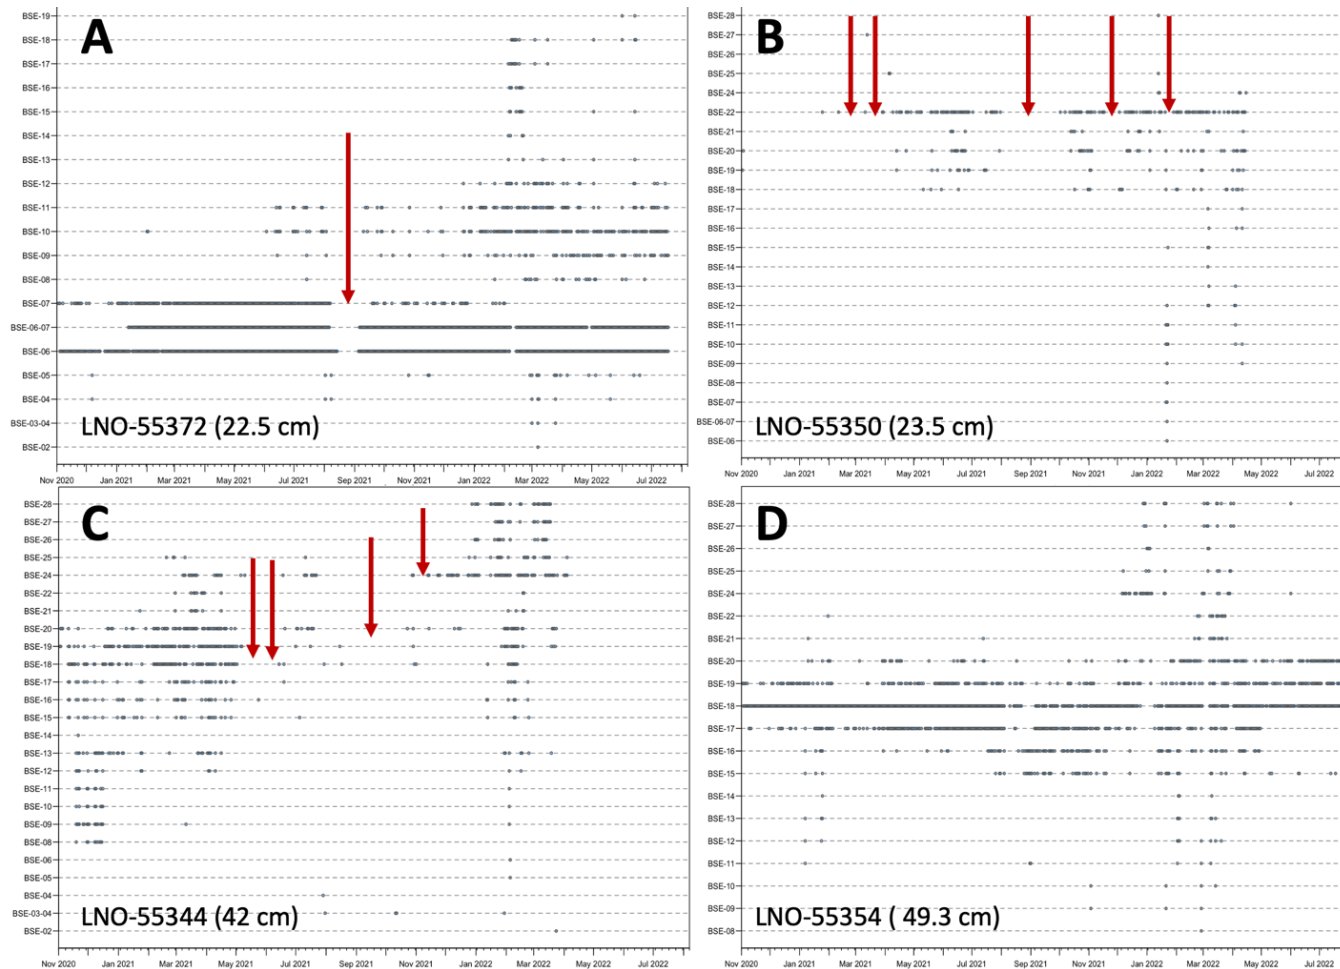 A
BSE-19
BSE-18
BSE-17
BSE-16
BSE-15
BSE-14
BSE-13
BSE-12
BSE-11
BSE-10
BSE-09
BSE-08
BSE-07
BSE-06-07
BSE-06
BSE-05
BSE-04
BSE-03-04
BSE-02
LNO-55372 (22.5 cm)
Nov 2020 Jan 2021 Mar 2021 May 2021 Jul 2021 Sep 2021 Nov 2021 Jan 2022 Mar 2022 May 2022 Jul 2022
B
BSE-28
BSE-27
BSE-26
BSE-25
BSE-24
BSE-22
BSE-21
BSE-20
BSE-19
BSE-18
BSE-17
BSE-16
BSE-15
BSE-14
BSE-13
BSE-12
BSE-11
BSE-10
BSE-09
BSE-08
BSE-07
BSE-06-07
BSE-06
LNO-55350 (23.5 cm)
Nov 2020 Jan 2021 Mar 2021 May 2021 Jul 2021 Sep 2021 Nov 2021 Jan 2022 Mar 2022 May 2022 Jul 2022
C
BSE-28
BSE-27
BSE-26
BSE-25
BSE-24
BSE-22
BSE-21
BSE-20
BSE-19
BSE-18
BSE-17
BSE-16
BSE-15
BSE-14
BSE-13
BSE-12
BSE-11
BSE-10
BSE-09
BSE-08
BSE-06
BSE-05
BSE-04
BSE-03-04
BSE-02
LNO-55344 (42 cm)
Nov 2020 Jan 2021 Mar 2021 May 2021 Jul 2021 Sep 2021 Nov 2021 Jan 2022 Mar 2022 May 2022 Jul 2022
D
BSE-28
BSE-27
BSE-26
BSE-25
BSE-24
BSE-22
BSE-21
BSE-20
BSE-19
BSE-18
BSE-17
BSE-16
BSE-15
BSE-14
BSE-13
BSE-12
BSE-11
BSE-10
BSE-09
BSE-08
LNO-55354 ( 49.3 cm)
Nov 2020 Jan 2021 Mar 2021 May 2021 Jul 2021 Sep 2021 Nov 2021 Jan 2022 Mar 2022 May 2022 Jul 2022